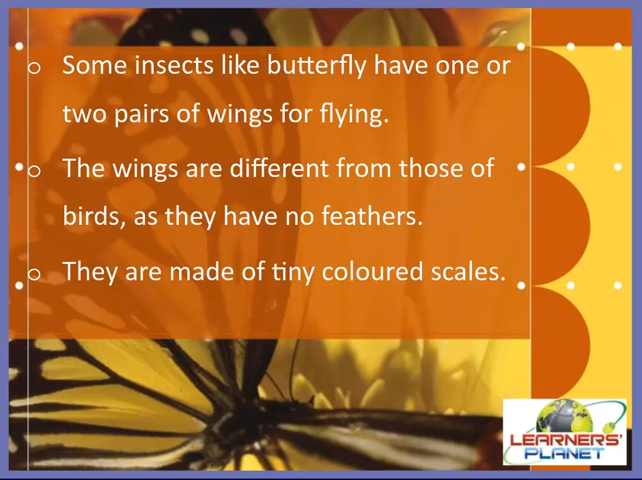 Some insects like butterfly have one or
two pairs of wings for flying.
The wings are different from those of
birds, as they have no feathers.
They are made of tiny coloured scales.
LEARNERS'
PLANET